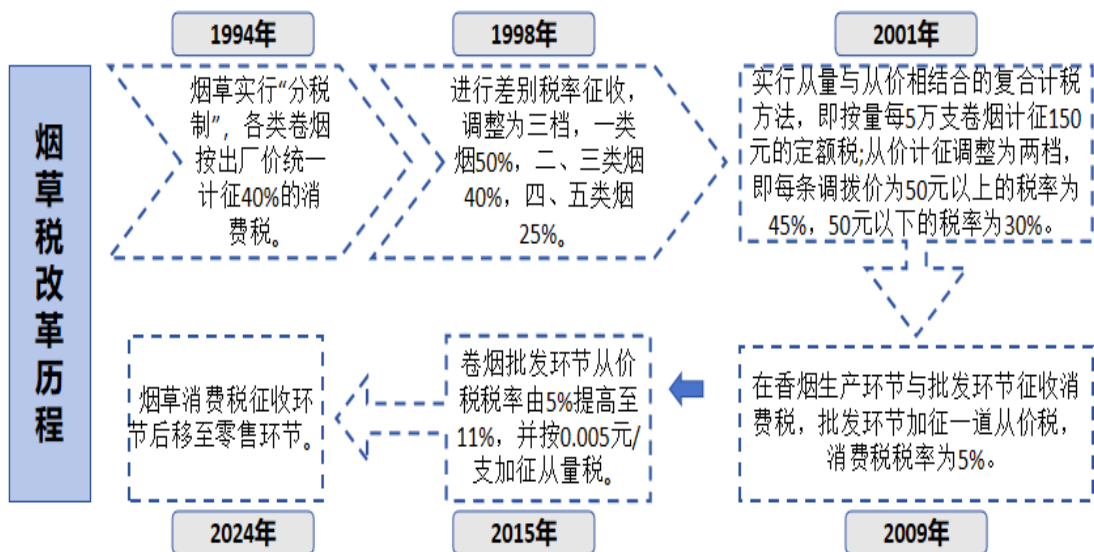 烟草税改革历程
1994年
烟草实行“分税
制”，各类卷烟
按出厂价统一
计征40%的消
费税。
1998年
进行差别税率征收，
调整为三档，一类
烟50%，二、三类烟
40%，四、五类烟
25%。
2001年
实行从量与从价相结合的复合计税
方法，即按量每5万支卷烟计征150
元的定额税;从价计征调整为两档，
即每条调拨价为50元以上的税率为
45%，50元以下的税率为30%。
在香烟生产环节与批发环节征收消
费税，批发环节加征一道从价税，
消费税税率为5%。
2009年
卷烟批发环节从价
税税率由5%提高至
11%，并按0.005元/
支加征从量税。
2015年
烟草消费税征收环
节后移至零售环节。
2024年